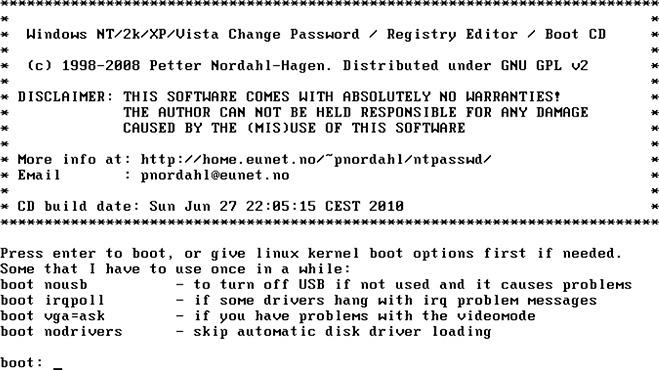 ***************************************************************************
*                                                                         *
*  Windows NT/2k/XP/Vista Change Password / Registry Editor / Boot CD     *
*                                                                         *
*  (c) 1998-2008 Petter Nordahl-Hagen. Distributed under GNU GPL v2       *
*                                                                         *
* DISCLAIMER: THIS SOFTWARE COMES WITH ABSOLUTELY NO WARRANTIES!          *
*             THE AUTHOR CAN NOT BE HELD RESPONSIBLE FOR ANY DAMAGE       *
*             CAUSED BY THE (MIS)USE OF THIS SOFTWARE                     *
*                                                                         *
* More info at: http://home.eunet.no/~pnordahl/ntpasswd/                  *
* Email       : pnordahl@eunet.no                                         *
*                                                                         *
* CD build date: Sun Jun 27 22:05:15 CEST 2010                            *
***************************************************************************

Press enter to boot, or give linux kernel boot options first if needed.
Some that I have to use once in a while:
boot nousb          - to turn off USB if not used and it causes problems
boot irqpoll        - if some drivers hang with irq problem messages
boot vga=ask        - if you have problems with the videomode
boot nodrivers      - skip automatic disk driver loading

boot: _